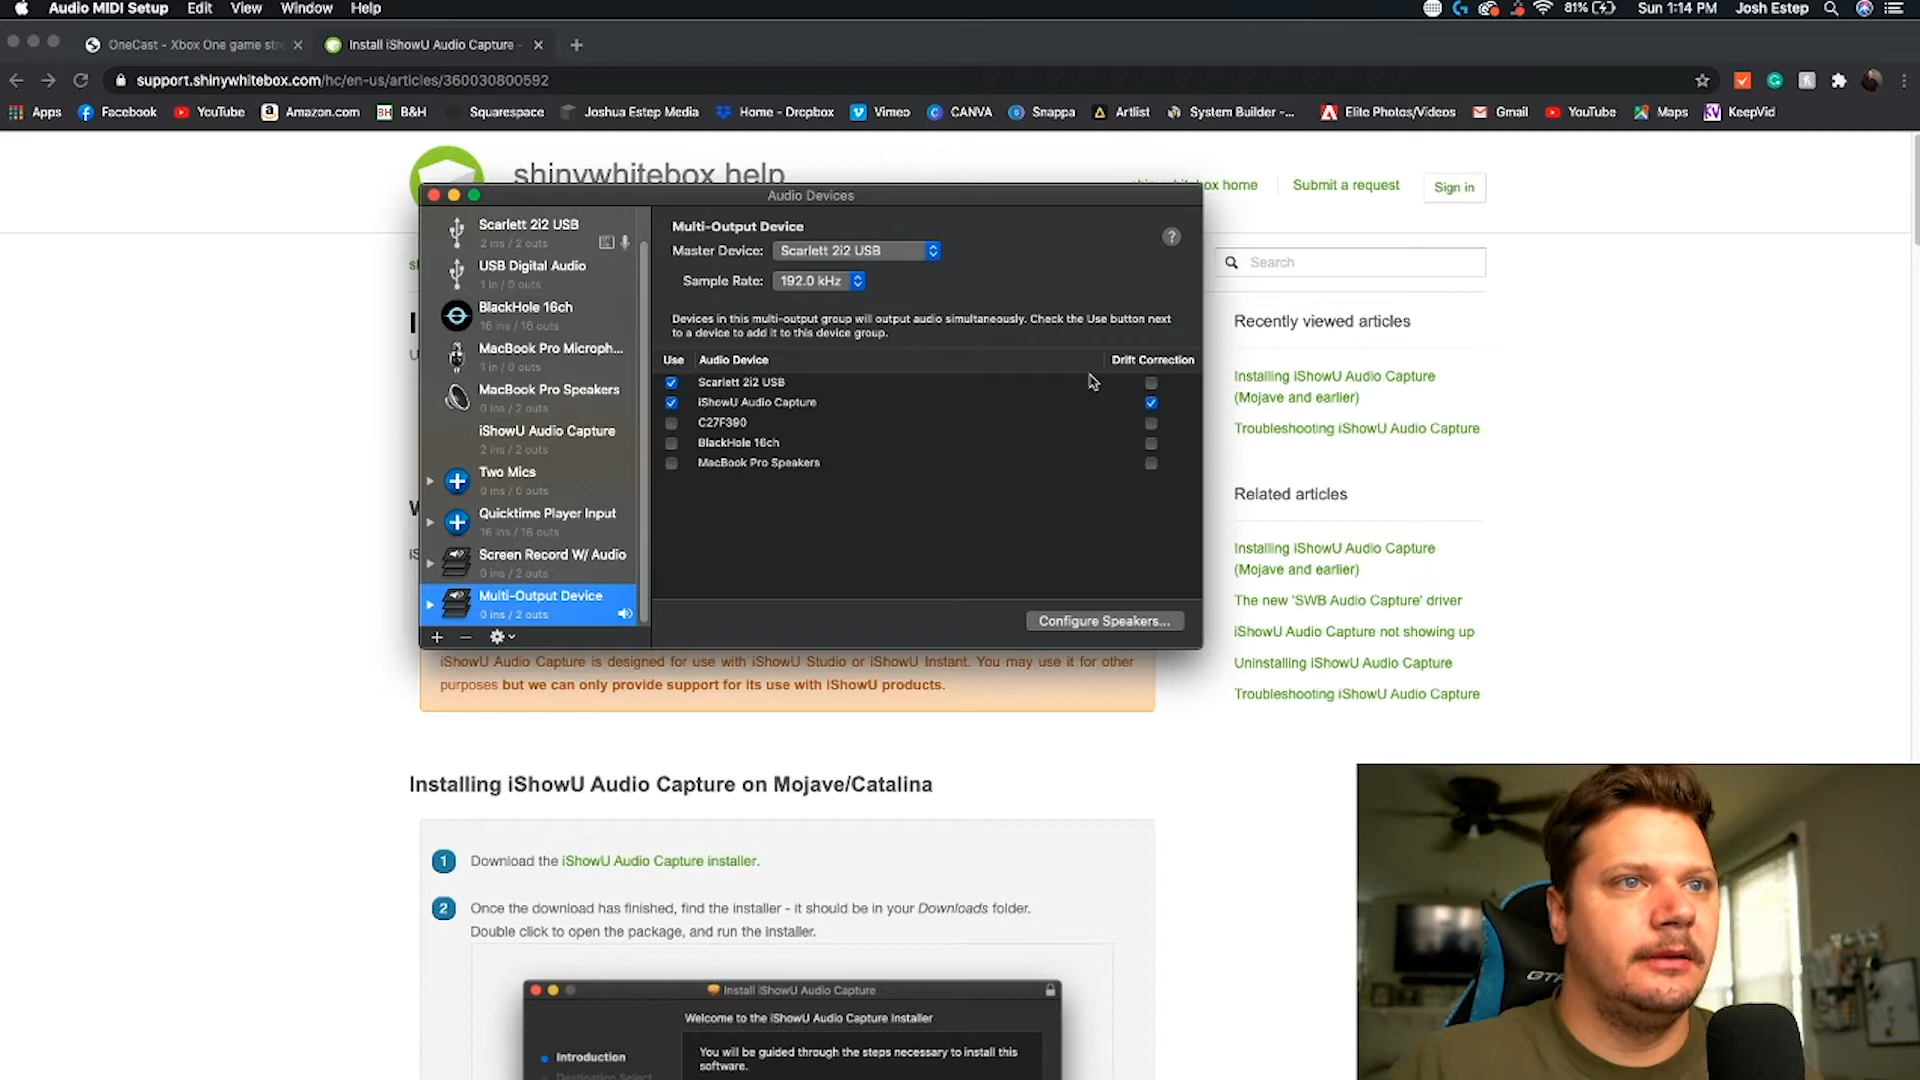 Audio MIDI Setup Edit View Window Help 81% Sun 1:14 PM Josh Estep
OneCast - Xbox One game str Install iShowU Audio Capture -
support.shinywhitebox.com/hc/en-us/articles/360030800592
Apps Facebook YouTube Amazon.com B&H Squarespace Joshua Estep Media Home - Dropbox Vimeo CANVA Snappa Artlist System Builder -... Elite Photos/Videos Gmail YouTube Maps KeepVid
shinywhitebox help
box home Submit a request Sign in
Search
Audio Devices
Scarlett 2i2 USB
2 ins / 2 outs
USB Digital Audio
1 in / 0 outs
BlackHole 16ch
16 ins / 16 outs
MacBook Pro Microph...
1 in / 0 outs
MacBook Pro Speakers
0 ins / 2 outs
iShowU Audio Capture
2 ins / 2 outs
Two Mics
0 ins / 0 outs
Quicktime Player Input
16 ins / 16 outs
Screen Record W/ Audio
0 ins / 2 outs
Multi-Output Device
0 ins / 2 outs
Multi-Output Device
Master Device: Scarlett 2i2 USB
Sample Rate: 192.0 kHz
Devices in this multi-output group will output audio simultaneously. Check the Use button next
to a device to add it to this device group.
Use Audio Device Drift Correction
Scarlett 2i2 USB
iShowU Audio Capture
C27F390
BlackHole 16ch
MacBook Pro Speakers
Configure Speakers...
iShowU Audio Capture is designed for use with iShowU Studio or iShowU Instant. You may use it for other
purposes but we can only provide support for its use with iShowU products.
Recently viewed articles
Installing iShowU Audio Capture
(Mojave and earlier)
Troubleshooting iShowU Audio Capture
Related articles
Installing iShowU Audio Capture
(Mojave and earlier)
The new 'SWB Audio Capture' driver
iShowU Audio Capture not showing up
Uninstalling iShowU Audio Capture
Troubleshooting iShowU Audio Capture
Installing iShowU Audio Capture on Mojave/Catalina
1 Download the iShowU Audio Capture installer.
2 Once the download has finished, find the installer - it should be in your Downloads folder.
Double click to open the package, and run the installer.
Install iShowU Audio Capture
Welcome to the iShowU Audio Capture Installer
Introduction
Destination Select
You will be guided through the steps necessary to install this
software.